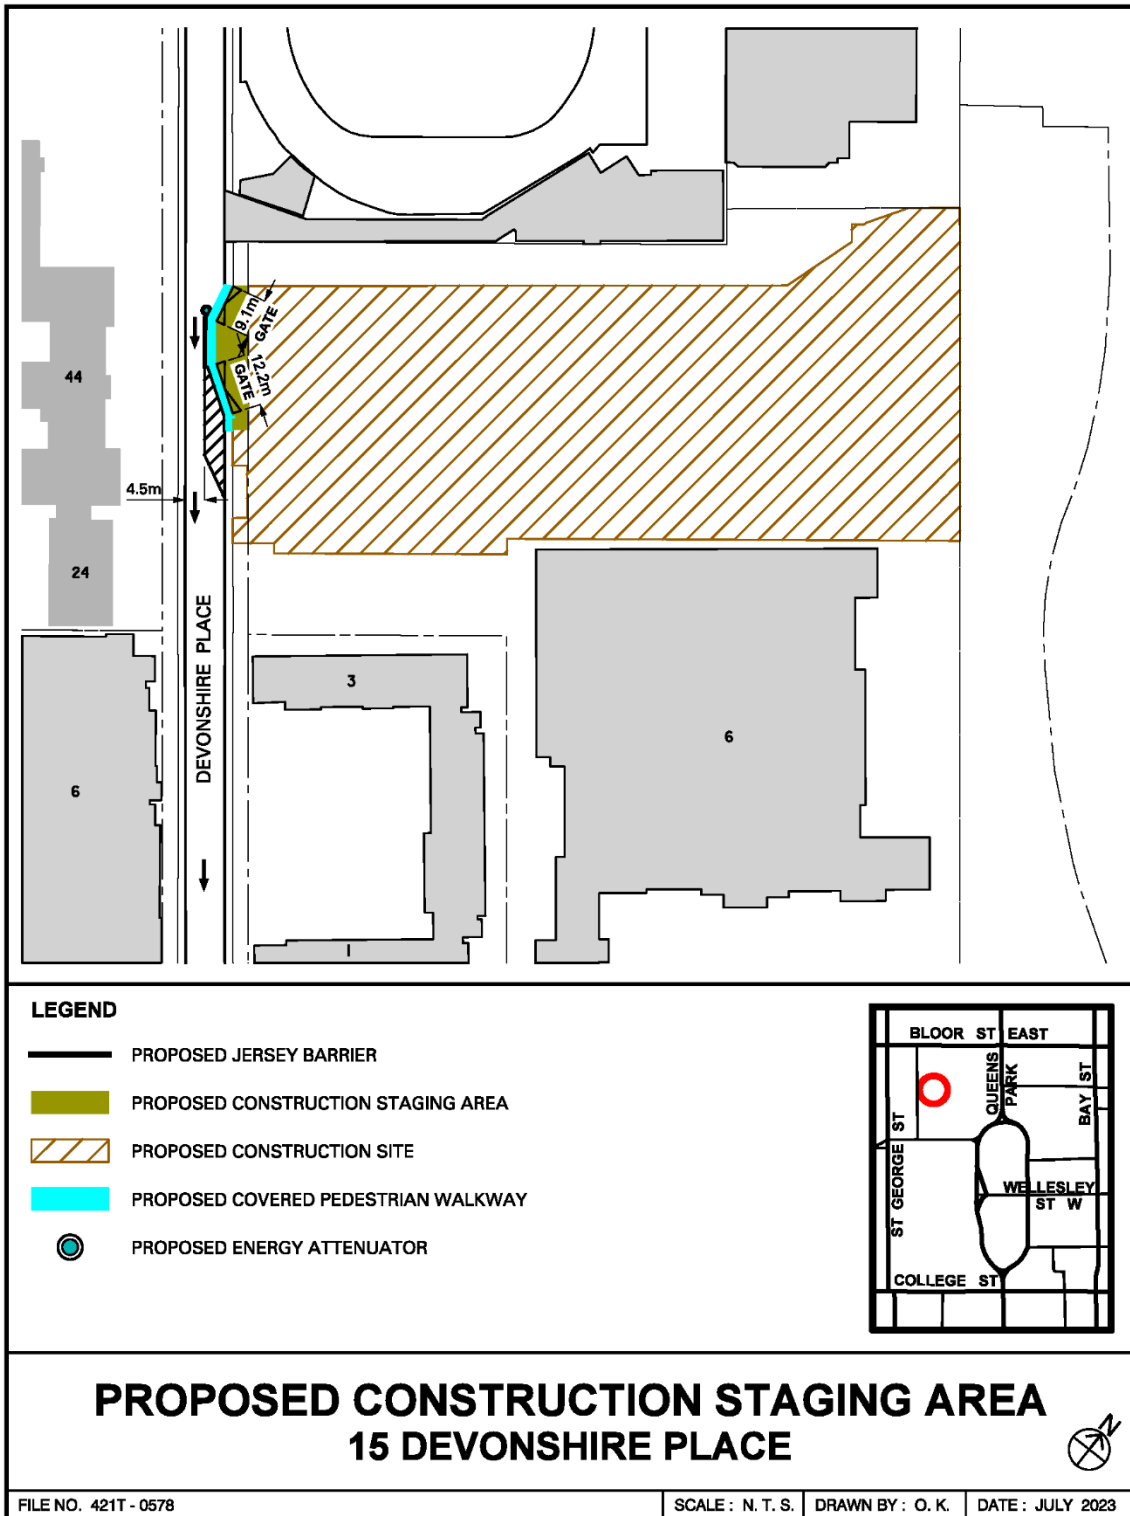 9.1m
GATE
12.2m
GATE
44
4.5m
24
DEVONSHIRE PLACE
3
6
6
1
LEGEND
PROPOSED JERSEY BARRIER
PROPOSED CONSTRUCTION STAGING AREA
PROPOSED CONSTRUCTION SITE
PROPOSED COVERED PEDESTRIAN WALKWAY
PROPOSED ENERGY ATTENUATOR
BLOOR ST EAST
QUEENS
PARK
BAY ST
ST GEORGE ST
WELLESLEY
ST W
COLLEGE ST
PROPOSED CONSTRUCTION STAGING AREA
15 DEVONSHIRE PLACE
N
FILE NO. 421T - 0578
SCALE : N. T. S.
DRAWN BY : O. K.
DATE : JULY 2023